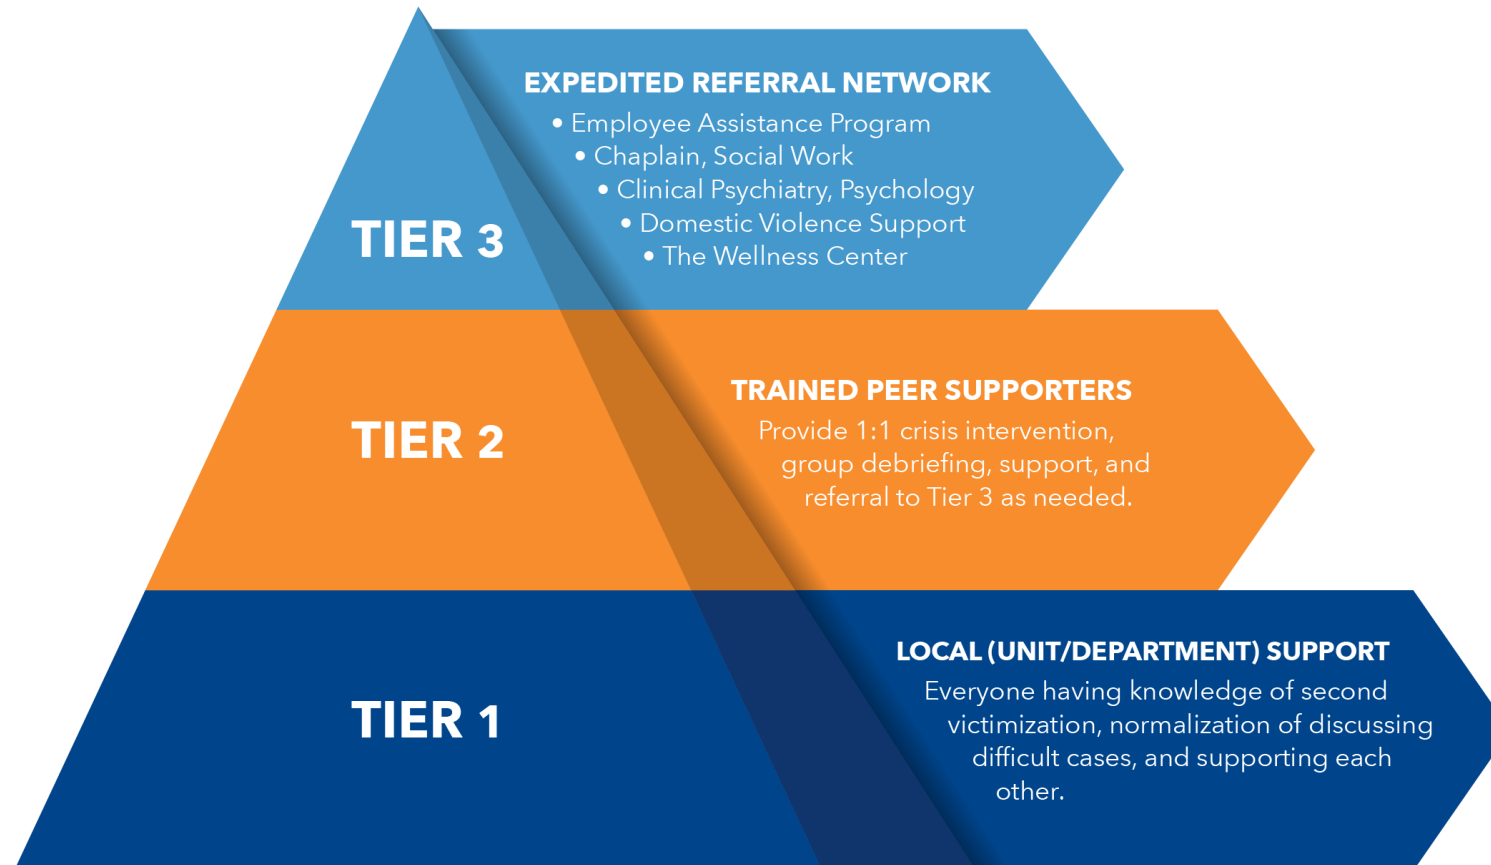 EXPEDITED REFERRAL NETWORK
• Employee Assistance Program
• Chaplain, Social Work
• Clinical Psychiatry, Psychology
• Domestic Violence Support
• The Wellness Center
TIER 3
TRAINED PEER SUPPORTERS
Provide 1:1 crisis intervention,
group debriefing, support, and
referral to Tier 3 as needed.
TIER 2
LOCAL (UNIT/DEPARTMENT) SUPPORT
Everyone having knowledge of second
victimization, normalization of discussing
difficult cases, and supporting each
other.
TIER 1